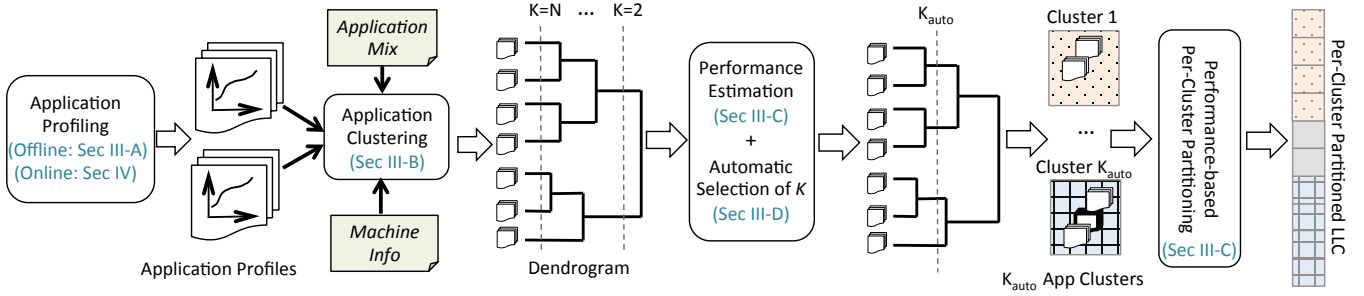 Application
Profiling
(Offline: Sec III-A)
(Online: Sec IV)
Application Profiles
Application
Mix
Application
Clustering
(Sec III-B)
Machine
Info
K=N ... K=2
Dendrogram
Performance
Estimation
(Sec III-C)
+
Automatic
Selection of K
(Sec III-D)
Kauto
Cluster 1
...
Cluster Kauto
Kauto App Clusters
Performance-based
Per-Cluster Partitioning
(Sec III-C)
Per-Cluster Partitioned LLC